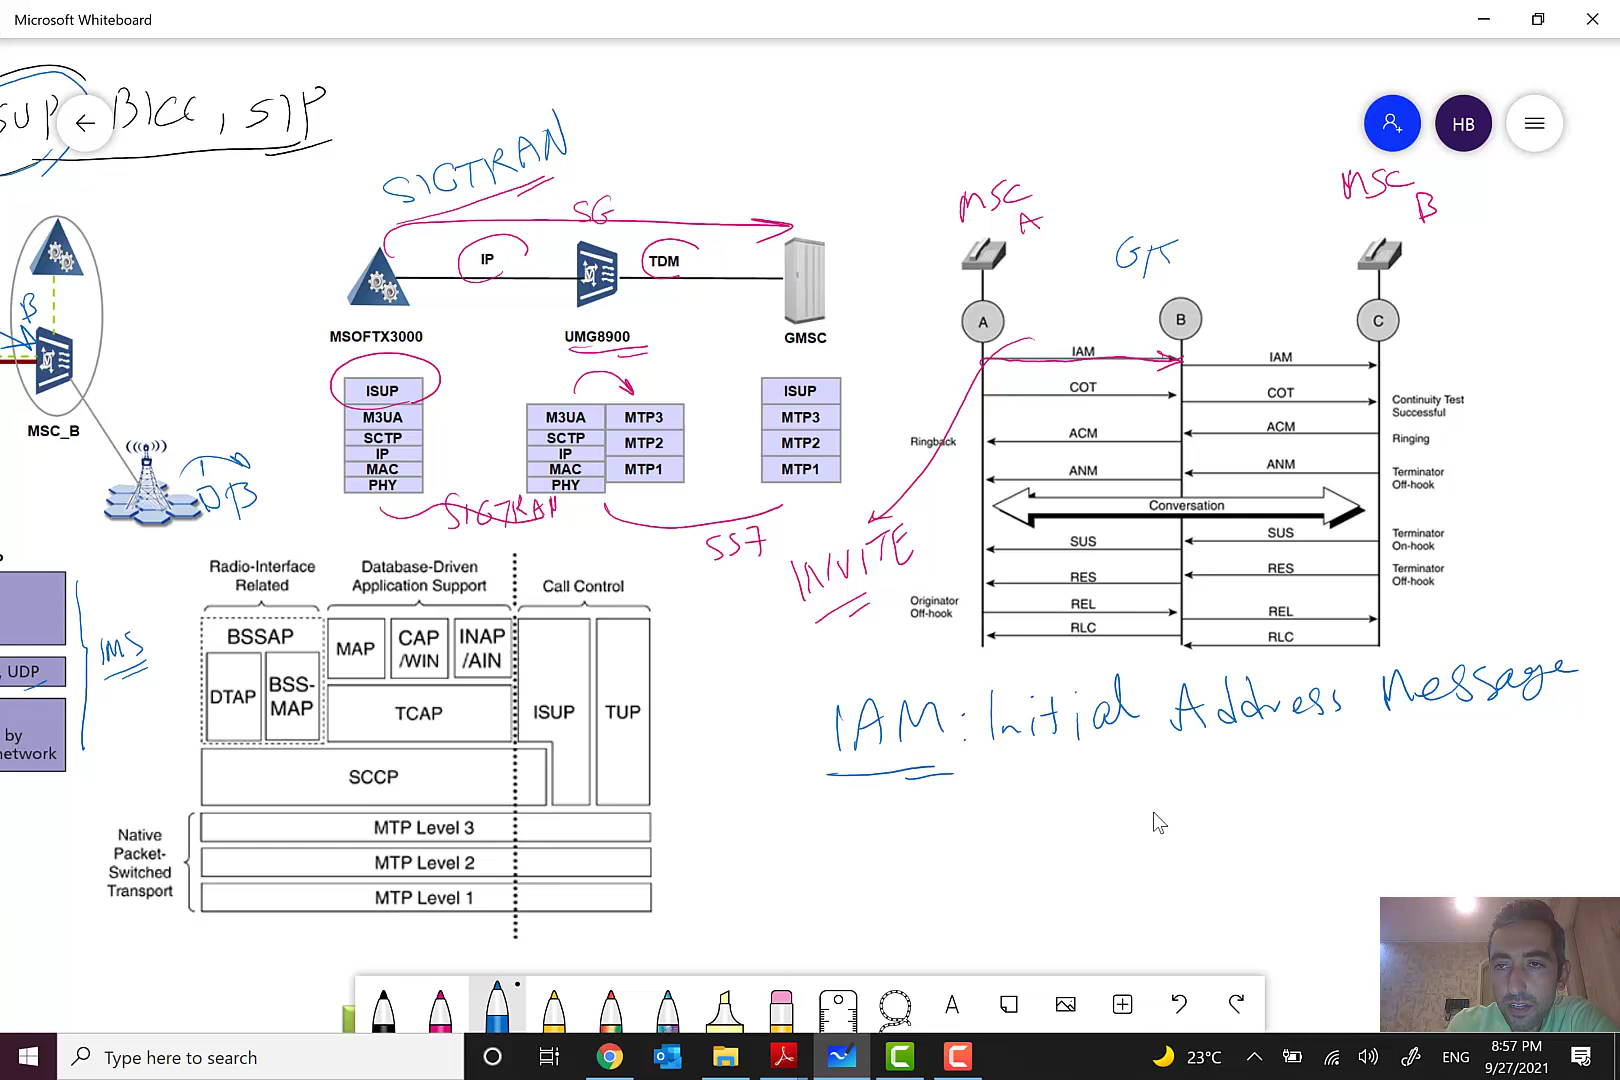 Microsoft Whiteboard
SUP BICC, SIP
HB
SIGTRAN
SG
IP
TDM
MSOFTX3000
UMG8900
GMSC
ISUP
M3UA
SCTP
IP
MAC
PHY
M3UA
SCTP
IP
MAC
PHY
MTP3
MTP2
MTP1
ISUP
MTP3
MTP2
MTP1
SIGTRAN
SS7
B
MSC_B
MSC
A
MSC
B
A
B
C
IAM
IAM
COT
COT
Continuity Test
Successful
Ringback
ACM
ACM
Ringing
ANM
ANM
Terminator
Off-hook
Conversation
SUS
SUS
Terminator
On-hook
RES
RES
Terminator
Off-hook
Originator
Off-hook
REL
REL
RLC
RLC
INVITE
IAM: Initial Address Message
, UDP
by
network
IMS
Radio-Interface
Related
Database-Driven
Application Support
Call Control
BSSAP
DTAP
BSS-
MAP
MAP
CAP
/WIN
INAP
/AIN
TCAP
ISUP
TUP
SCCP
Native
Packet-
Switched
Transport
MTP Level 3
MTP Level 2
MTP Level 1
A
Type here to search
23°C
ENG
8:57 PM
9/27/2021